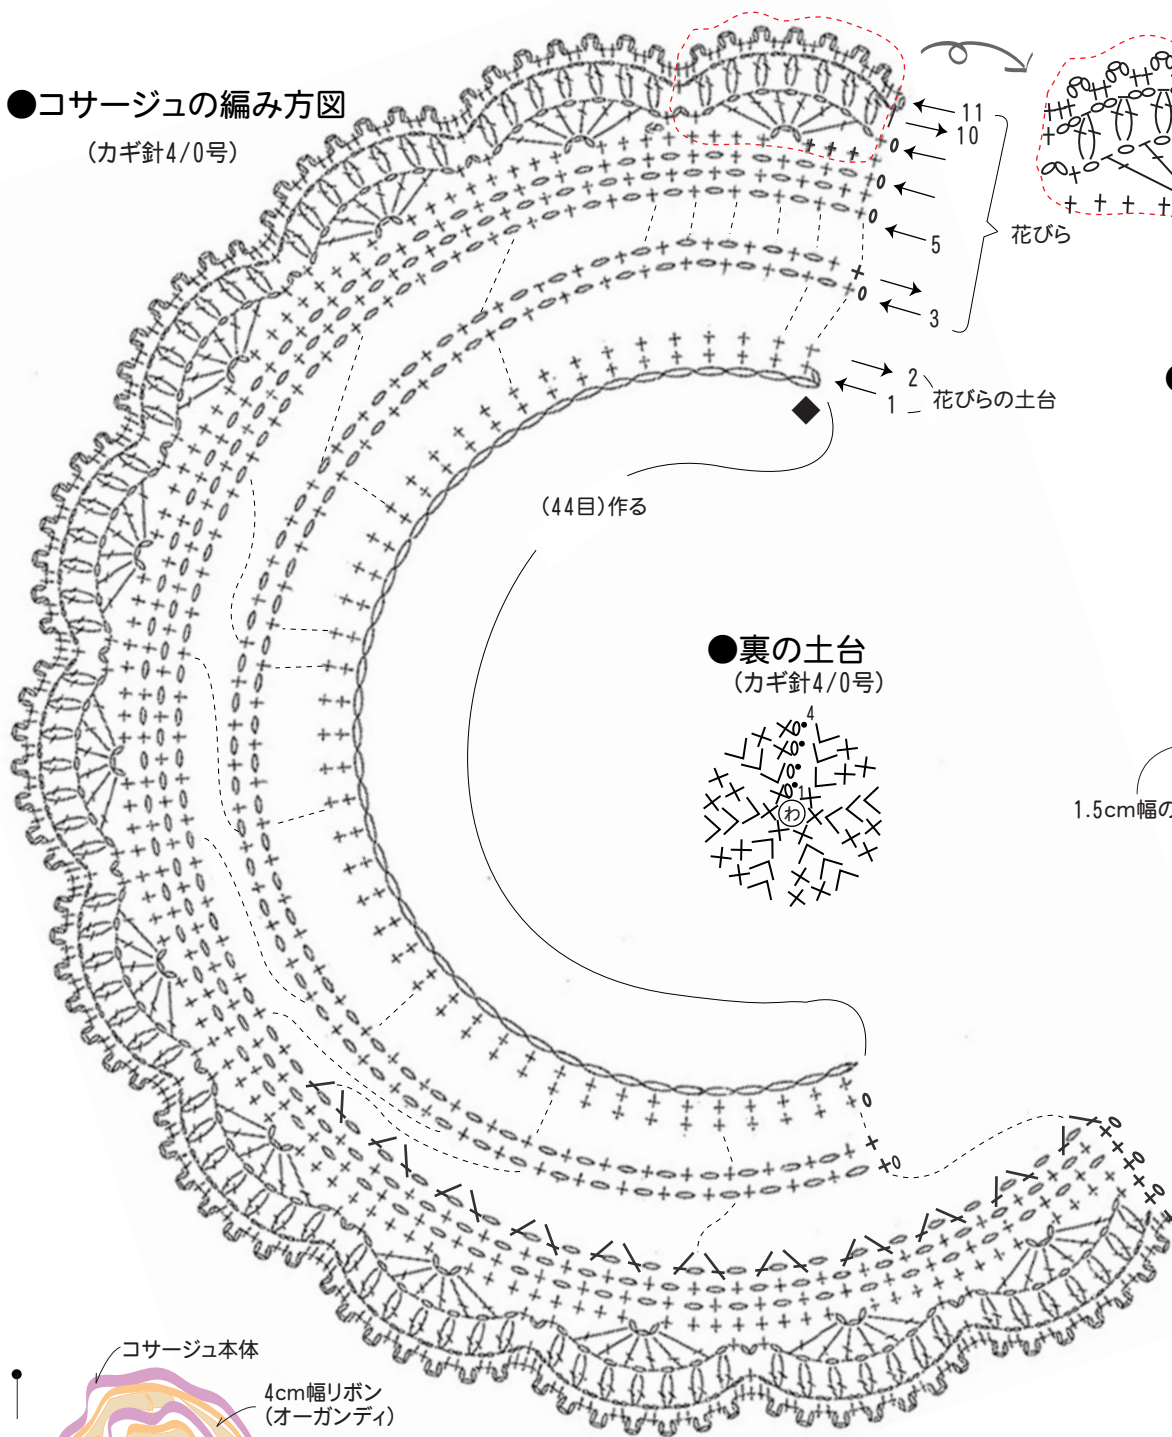 ●コサージュの編み方図
(カギ針4/0号)
11
10
5
花びら
3
2
1
花びらの土台
(44目)作る
●裏の土台
(カギ針4/0号)
4
1
わ
1.5cm幅の
コサージュ本体
4cm幅リボン
(オーガンディ)